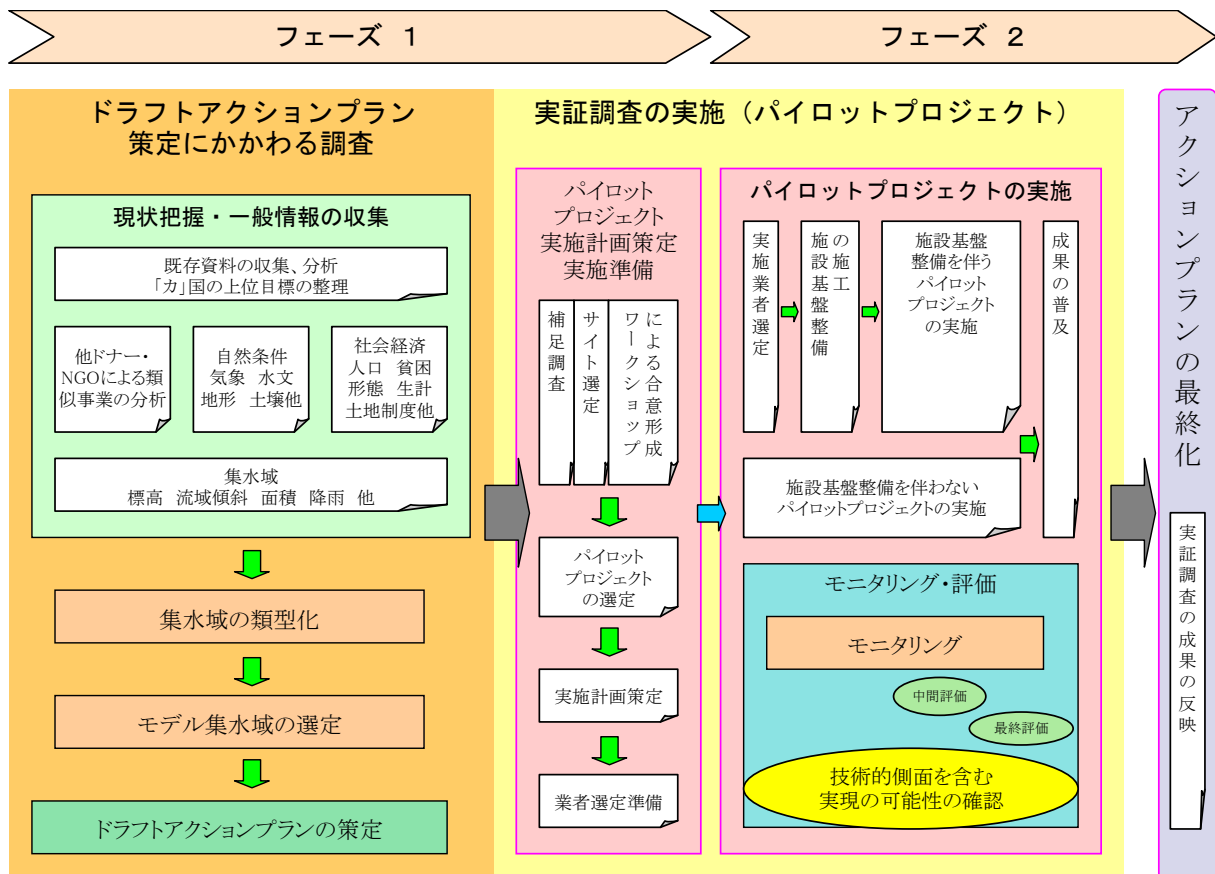 フェーズ 1
フェーズ 2
ドラフトアクションプラン
策定にかかわる調査
現状把握・一般情報の収集
既存資料の収集、分析
「カ」国の上位目標の整理
他ドナー・
NGOによる類
似事業の分析
自然条件
気象 水文
地形 土壌他
社会経済
人口 貧困
形態 生計
土地制度他
集水域
標高 流域傾斜 面積 降雨 他
集水域の類型化
モデル集水域の選定
ドラフトアクションプランの策定
実証調査の実施（パイロットプロジェクト）
パイロット
プロジェクト
実施計画策定
実施準備
補足調査
サイト選定
ワークショップ
による合意形成
パイロット
プロジェクト
の選定
実施計画策定
業者選定準備
パイロットプロジェクトの実施
実施業者選定
施設基盤整備
の施工
施設基盤
整備を伴う
パイロット
プロジェクト
の実施
成果の普及
施設基盤整備を伴わない
パイロットプロジェクトの実施
モニタリング・評価
モニタリング
中間評価
最終評価
技術的側面を含む
実現の可能性の確認
アクションプランの最終化
実証調査の成果の反映